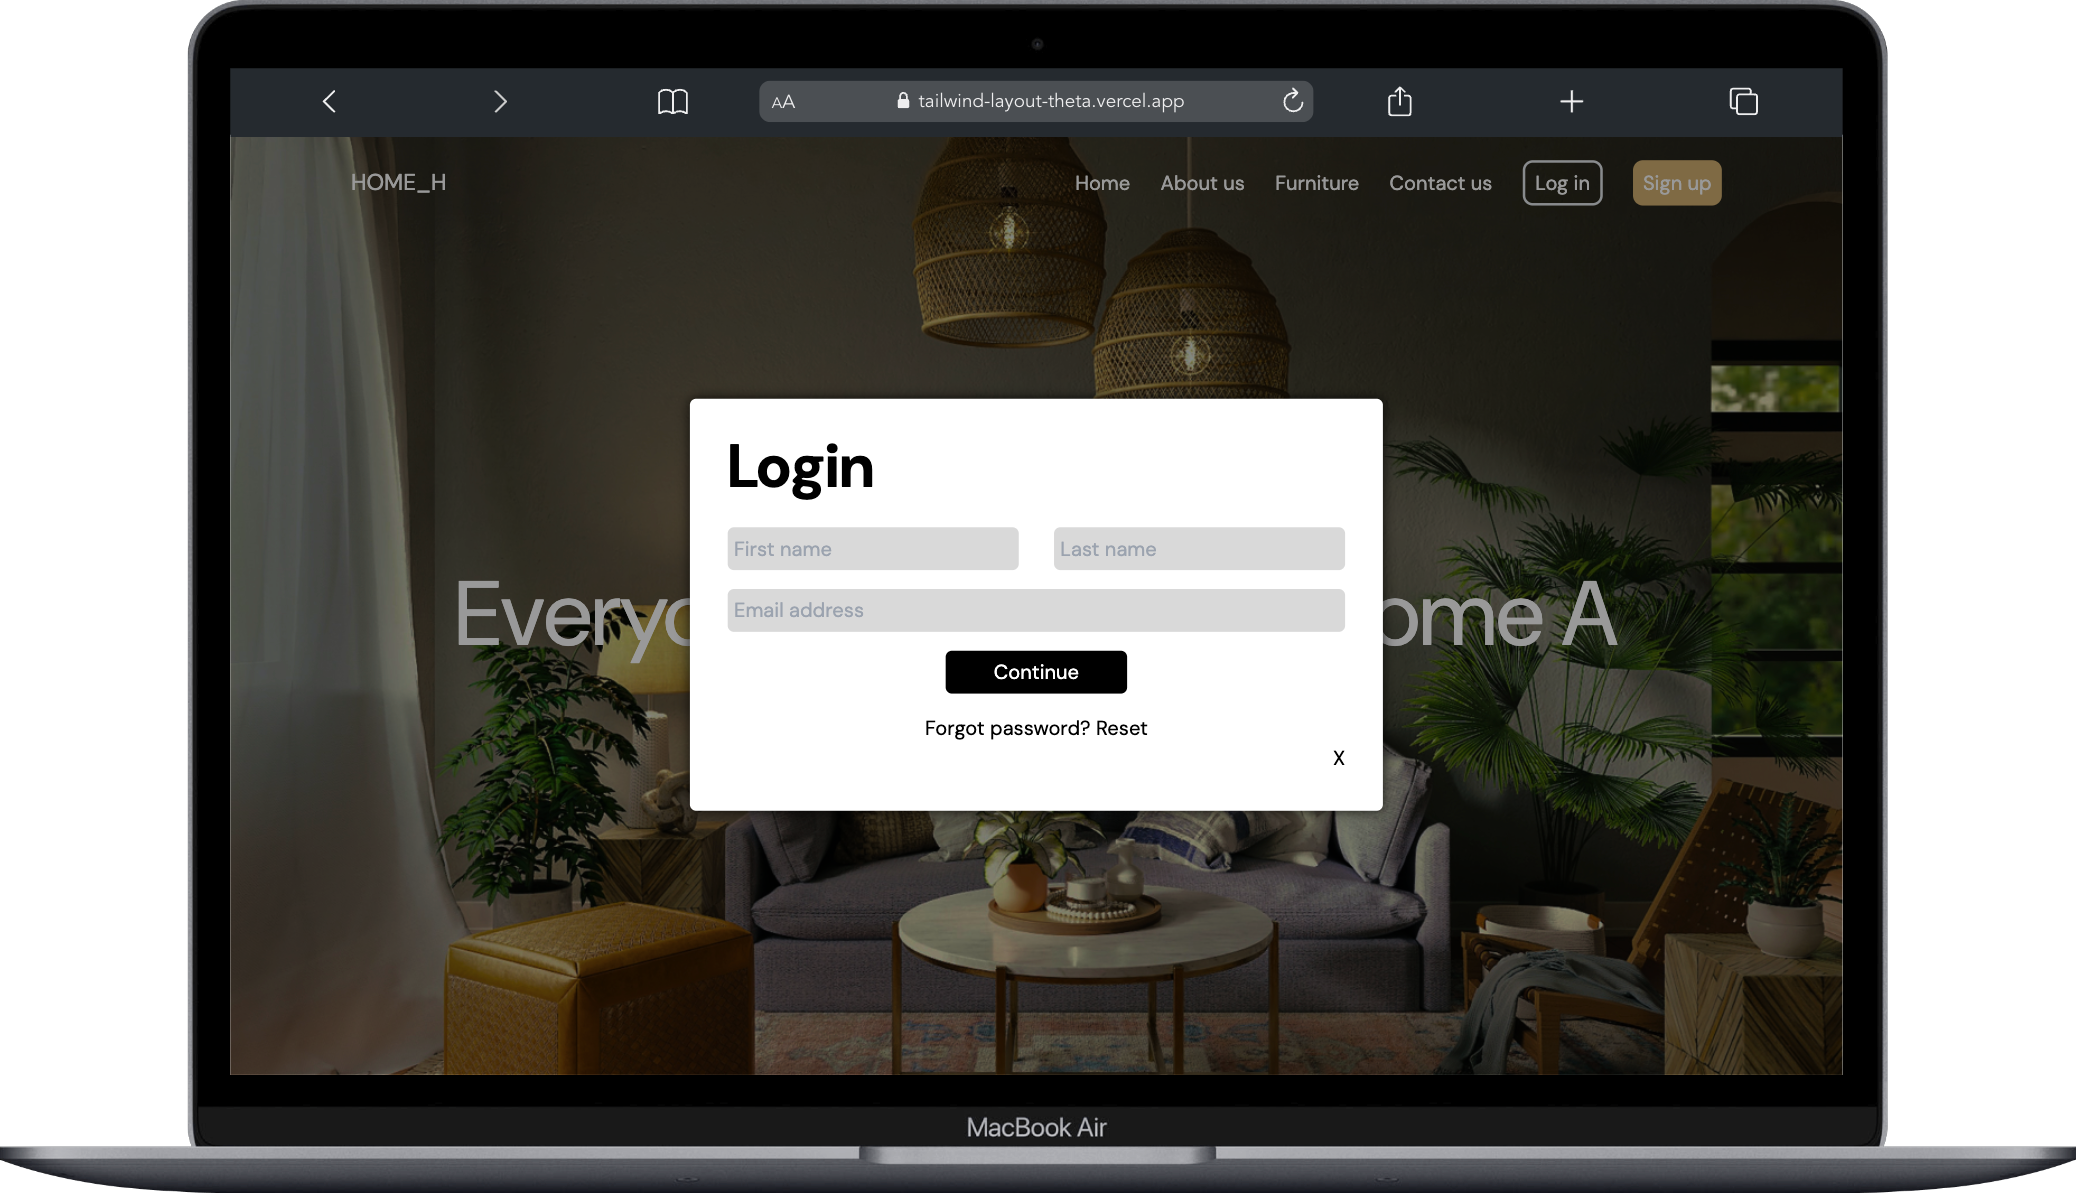 AA tailwind-layout-theta.vercel.app
HOME_H Home About us Furniture Contact us Log in Sign up
Login
First name Last name
Email address
Continue
Forgot password? Reset
X
ome A
MacBook Air